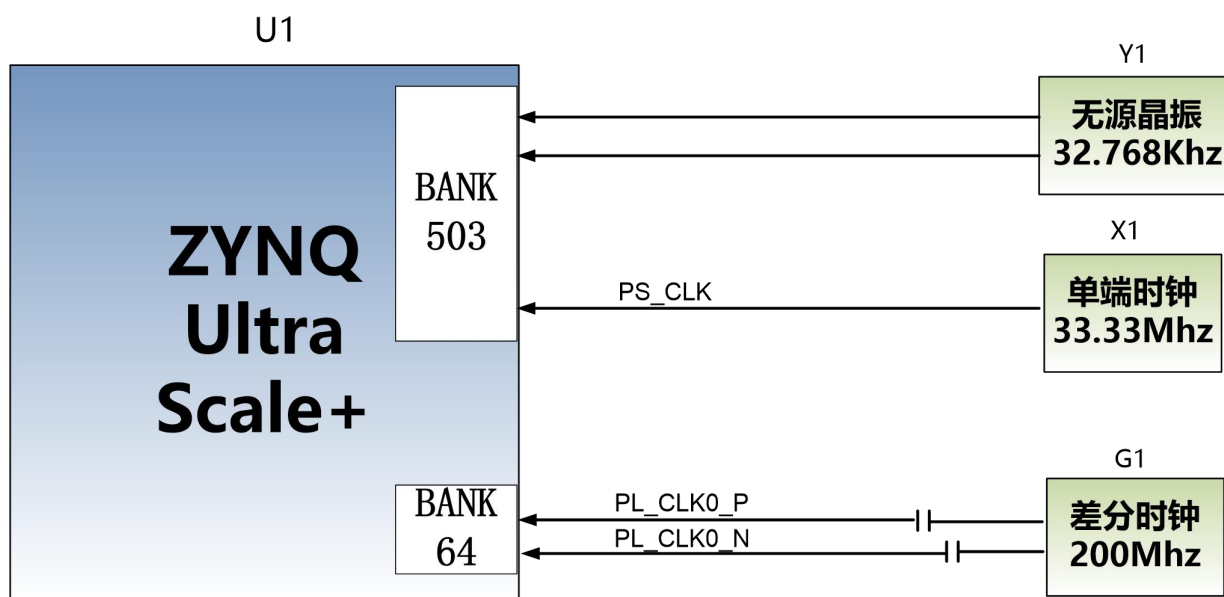 U1
Y1
无源晶振
32.768Khz
BANK
503
ZYNQ
Ultra
Scale+
X1
PS_CLK
单端时钟
33.33Mhz
G1
BANK
64
PL_CLK0_P
PL_CLK0_N
差分时钟
200Mhz